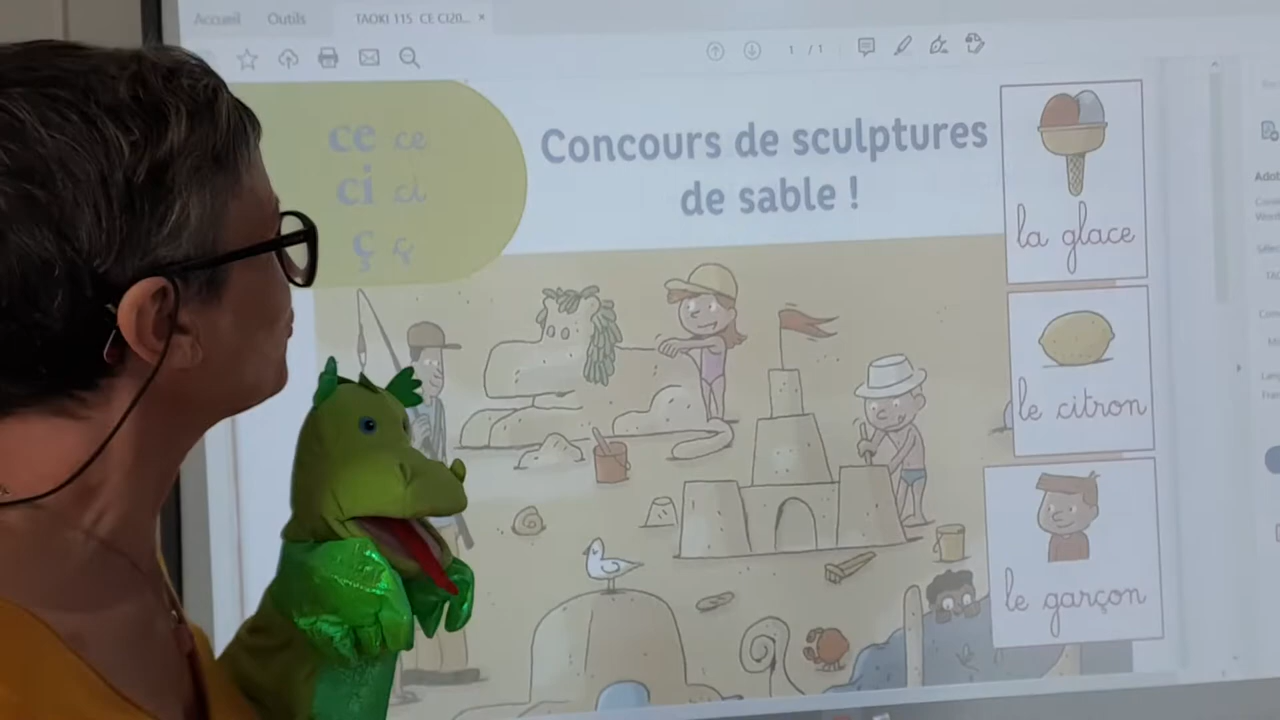 Accueil Outils TAOKI 115 CE CI20... ×
1 / 1
ce ce
ci ci
ç ç
Concours de sculptures
de sable !
la glace
le citron
le garçon